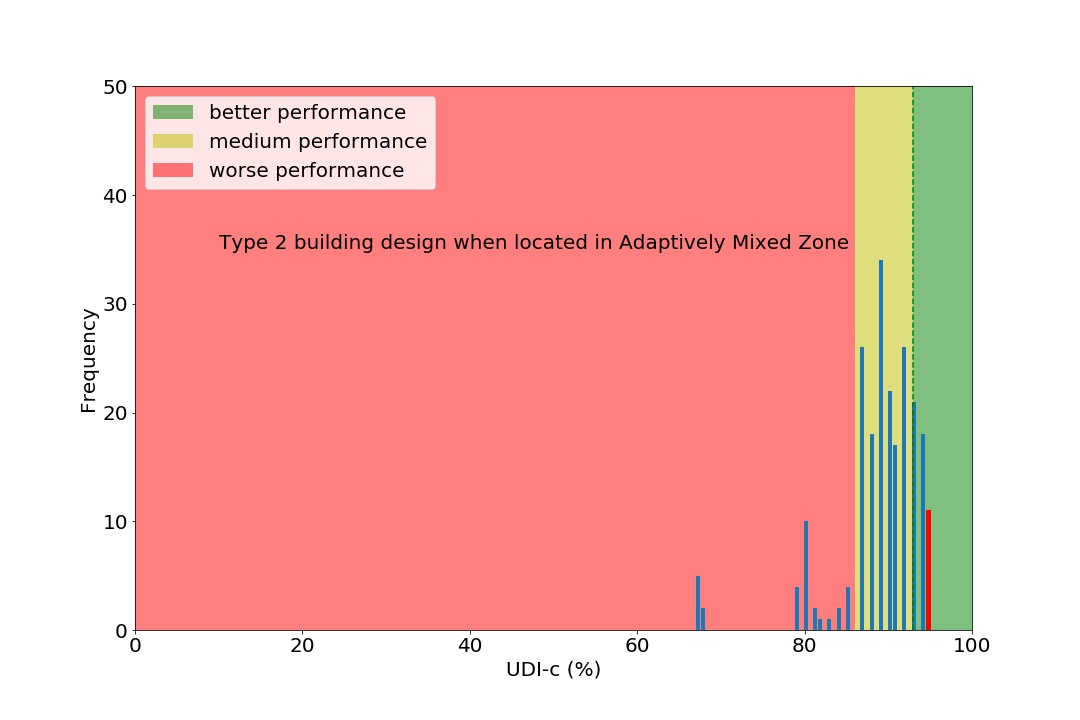 50
better performance
medium performance
worse performance
40
Type 2 building design when located in Adaptively Mixed Zone
30
Frequency
20
10
0
0 20 40 60 80 100
UDI-c (%)